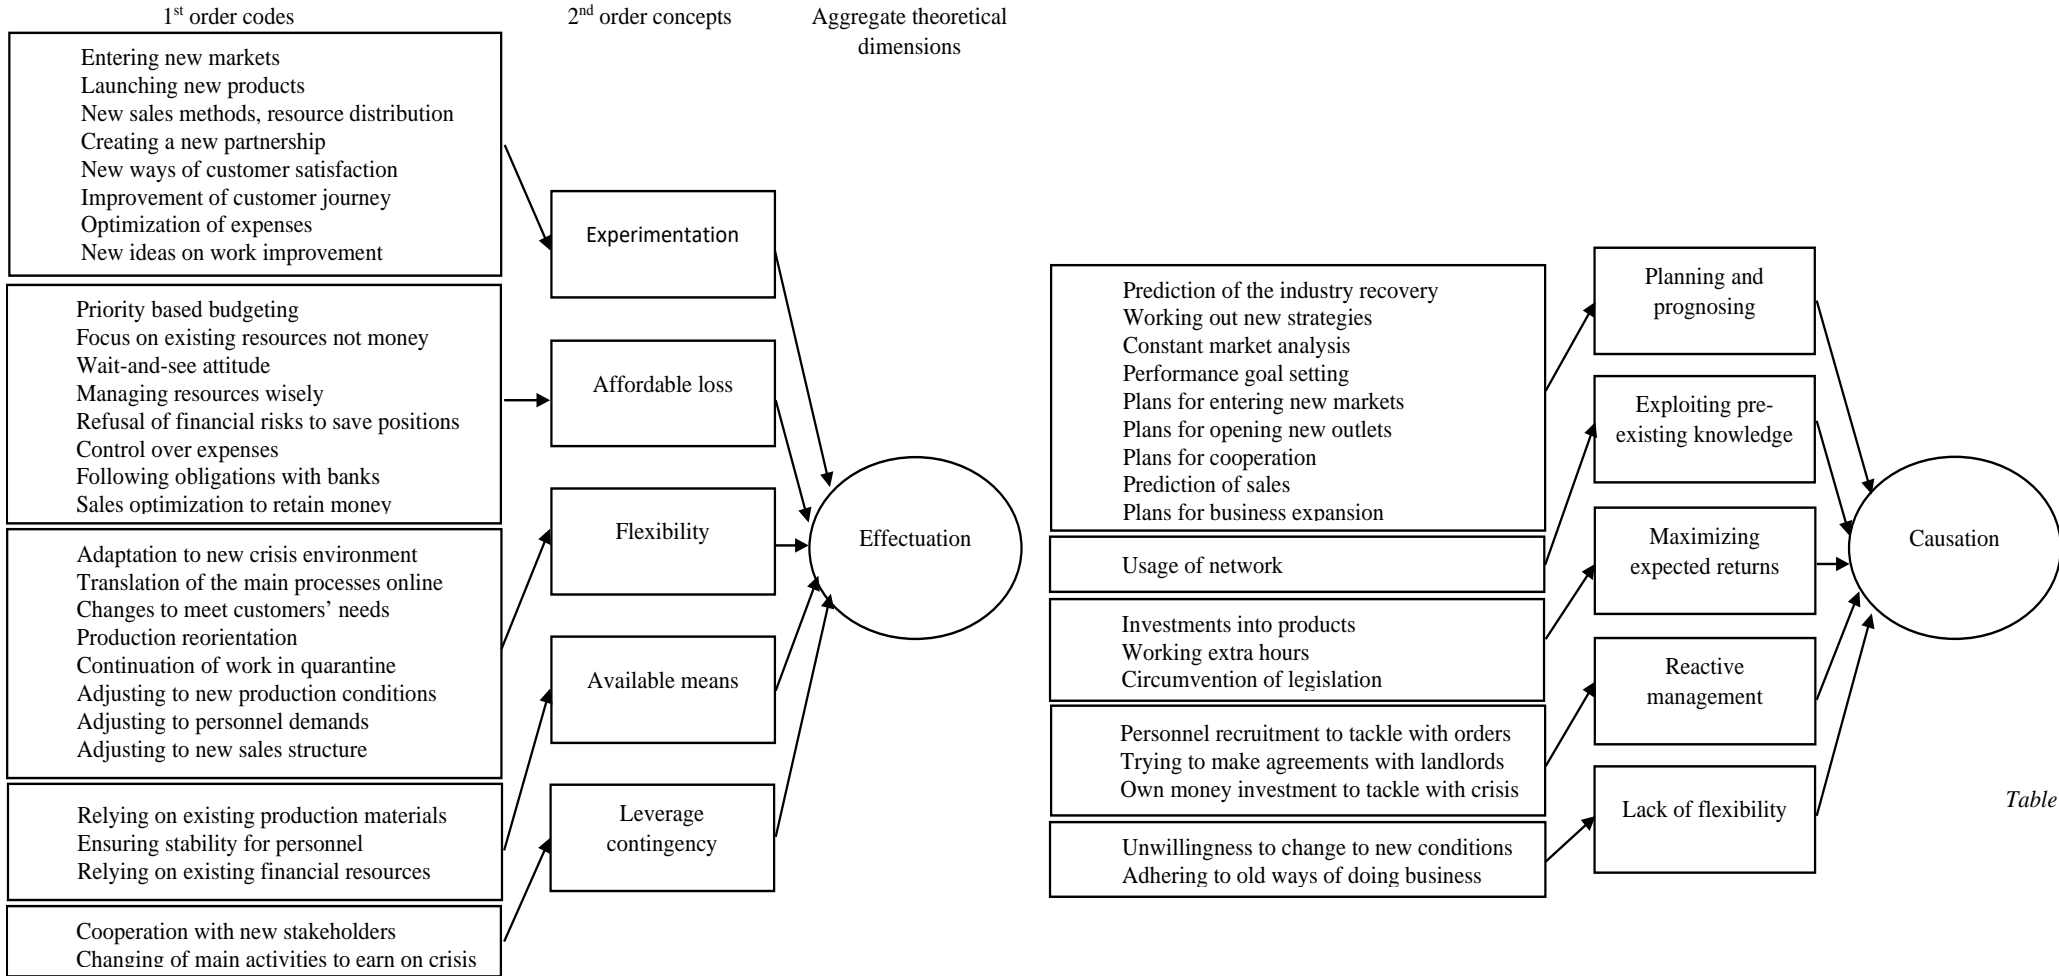 1st order codes
2nd order concepts
Aggregate theoretical
dimensions
Entering new markets
Launching new products
New sales methods, resource distribution
Creating a new partnership
New ways of customer satisfaction
Improvement of customer journey
Optimization of expenses
New ideas on work improvement
Priority based budgeting
Focus on existing resources not money
Wait-and-see attitude
Managing resources wisely
Refusal of financial risks to save positions
Control over expenses
Following obligations with banks
Sales optimization to retain money
Adaptation to new crisis environment
Translation of the main processes online
Changes to meet customers’ needs
Production reorientation
Continuation of work in quarantine
Adjusting to new production conditions
Adjusting to personnel demands
Adjusting to new sales structure
Relying on existing production materials
Ensuring stability for personnel
Relying on existing financial resources
Cooperation with new stakeholders
Changing of main activities to earn on crisis
Experimentation
Affordable loss
Flexibility
Available means
Leverage
contingency
Effectuation
Prediction of the industry recovery
Working out new strategies
Constant market analysis
Performance goal setting
Plans for entering new markets
Plans for opening new outlets
Plans for cooperation
Prediction of sales
Plans for business expansion
Usage of network
Investments into products
Working extra hours
Circumvention of legislation
Personnel recruitment to tackle with orders
Trying to make agreements with landlords
Own money investment to tackle with crisis
Unwillingness to change to new conditions
Adhering to old ways of doing business
Planning and
prognosing
Exploiting pre-
existing knowledge
Maximizing
expected returns
Reactive
management
Lack of flexibility
Causation
Table